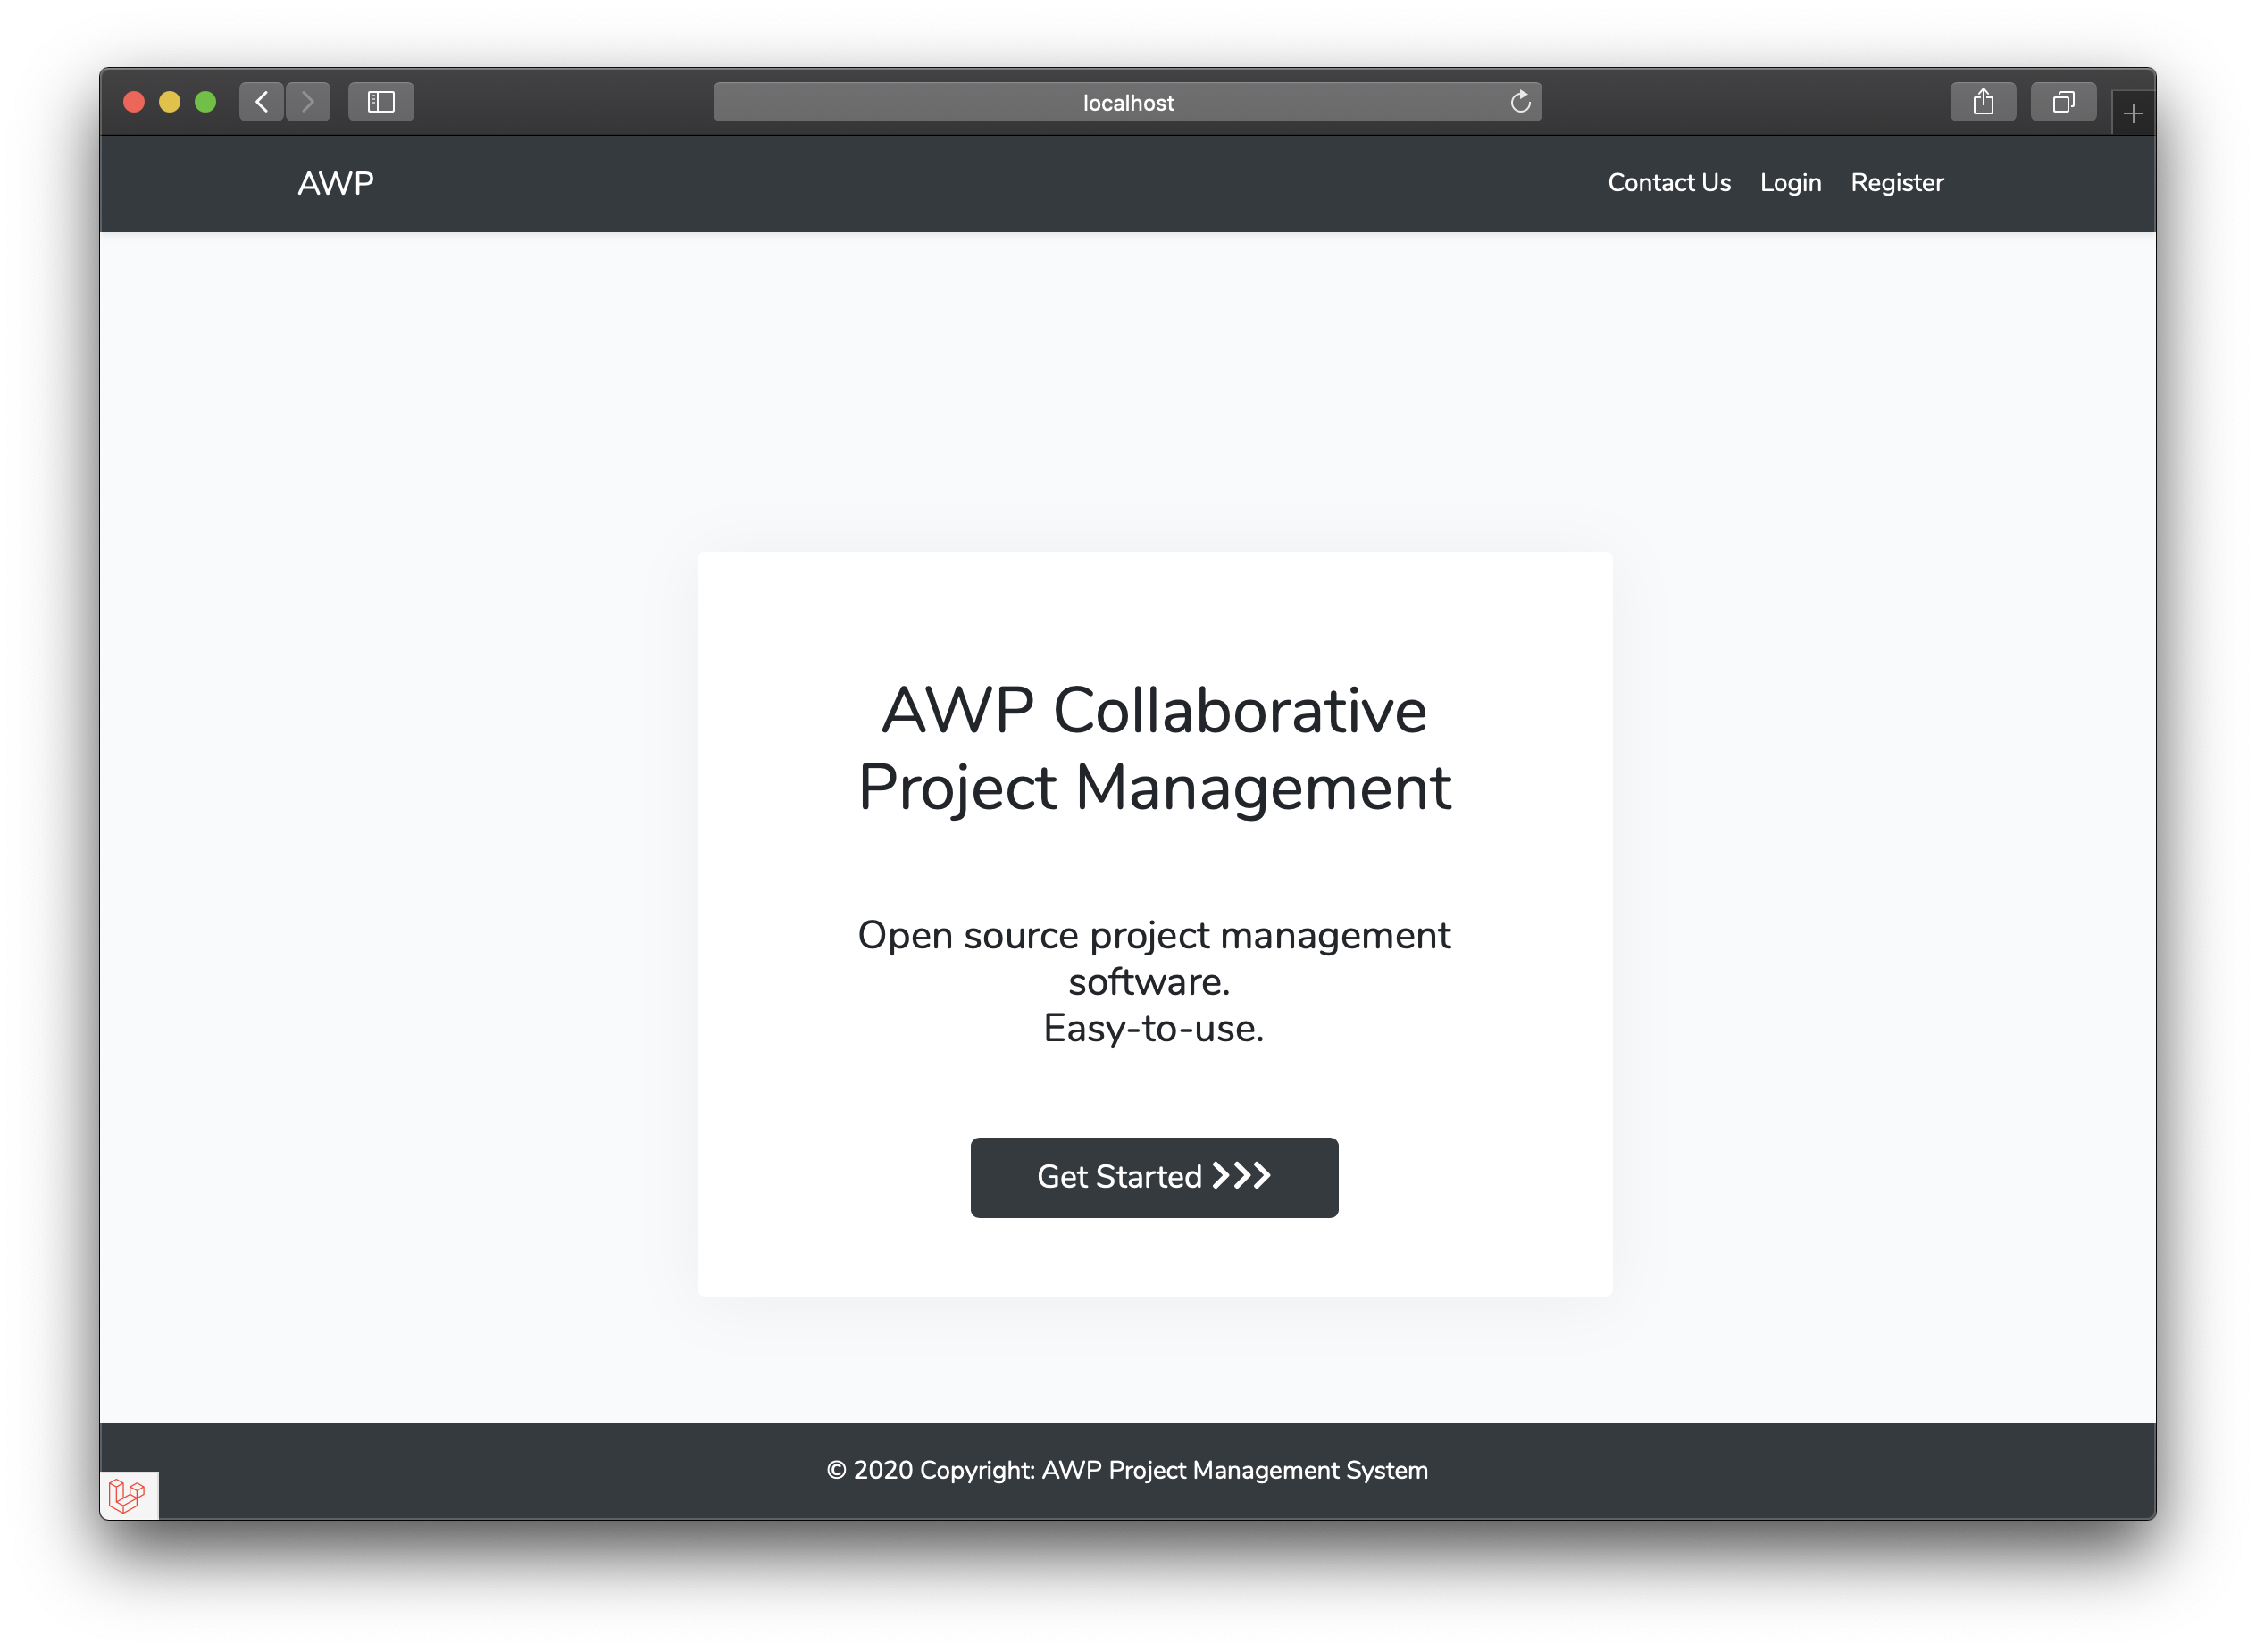 localhost
AWP
Contact Us Login Register
AWP Collaborative
Project Management
Open source project management
software.
Easy-to-use.
Get Started
© 2020 Copyright: AWP Project Management System